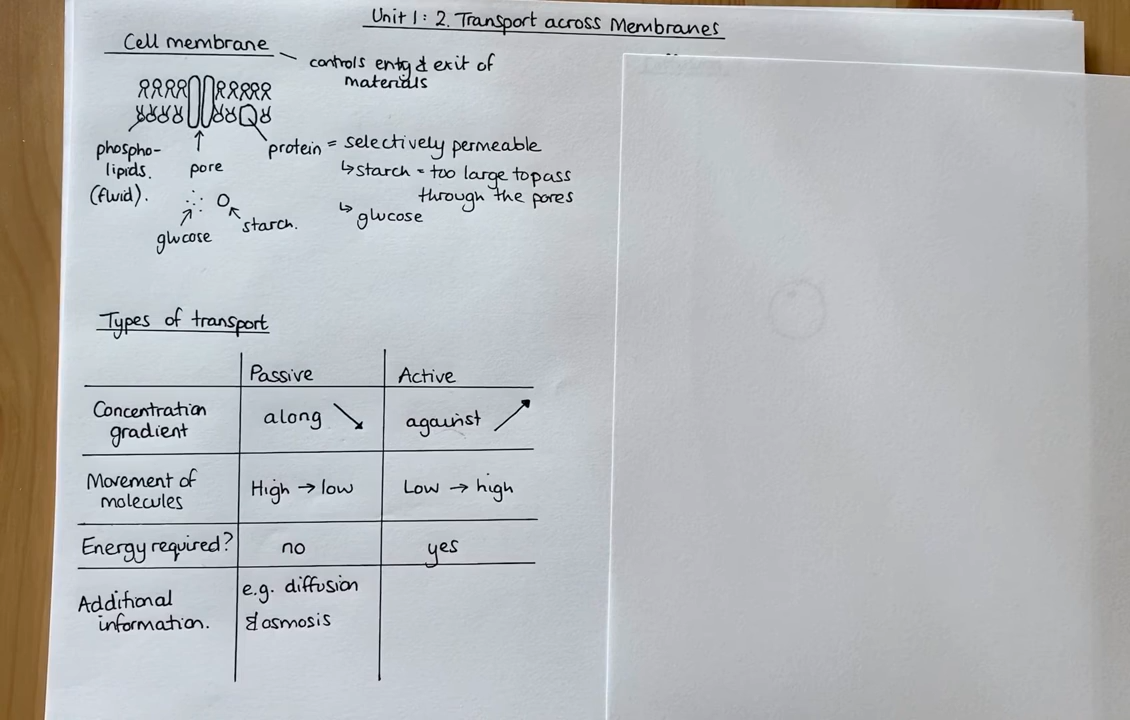 Unit 1: 2. Transport across Membranes
Cell membrane
controls entry & exit of
materials
phospho-
lipids.
(fluid).
pore
protein = selectively permeable
↳ starch = too large to pass
through the pores
↳ glucose
glucose
starch.
Types of transport
Passive Active
Concentration
gradient
along ↘ against ↗
Movement of
molecules
High → low Low → high
Energy required? no yes
Additional
information.
e.g. diffusion
& osmosis